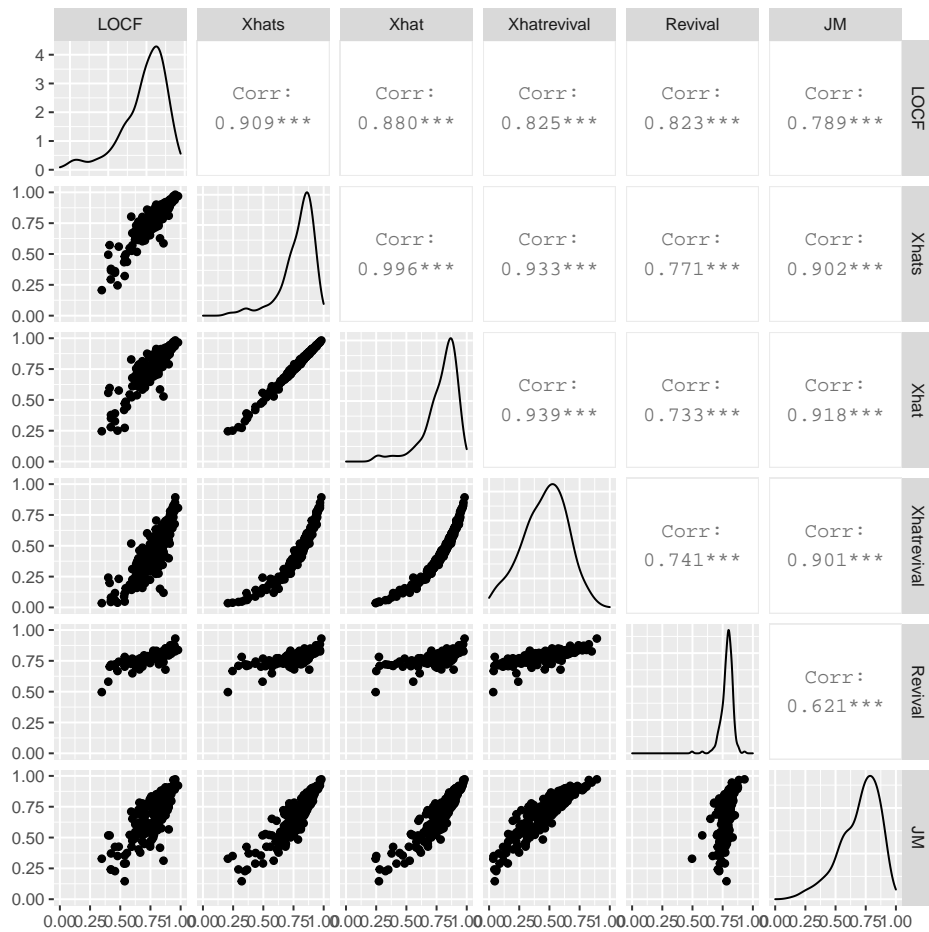 LOCF Xhats Xhat Xhatrevival Revival JM
4
3
2
1
0
Corr:
0.909***
Corr:
0.880***
Corr:
0.825***
Corr:
0.823***
Corr:
0.789***
LOCF
1.00
0.75
0.50
0.25
0.00
Corr:
0.996***
Corr:
0.933***
Corr:
0.771***
Corr:
0.902***
Xhats
1.00
0.75
0.50
0.25
0.00
Corr:
0.939***
Corr:
0.733***
Corr:
0.918***
Xhat
1.00
0.75
0.50
0.25
0.00
Corr:
0.741***
Corr:
0.901***
Xhatrevival
1.00
0.75
0.50
0.25
0.00
Corr:
0.621***
Revival
1.00
0.75
0.50
0.25
0.00
JM
0.000.250.500.751.000.000.250.500.751.000.000.250.500.751.000.000.250.500.751.000.000.250.500.751.000.000.250.500.751.00